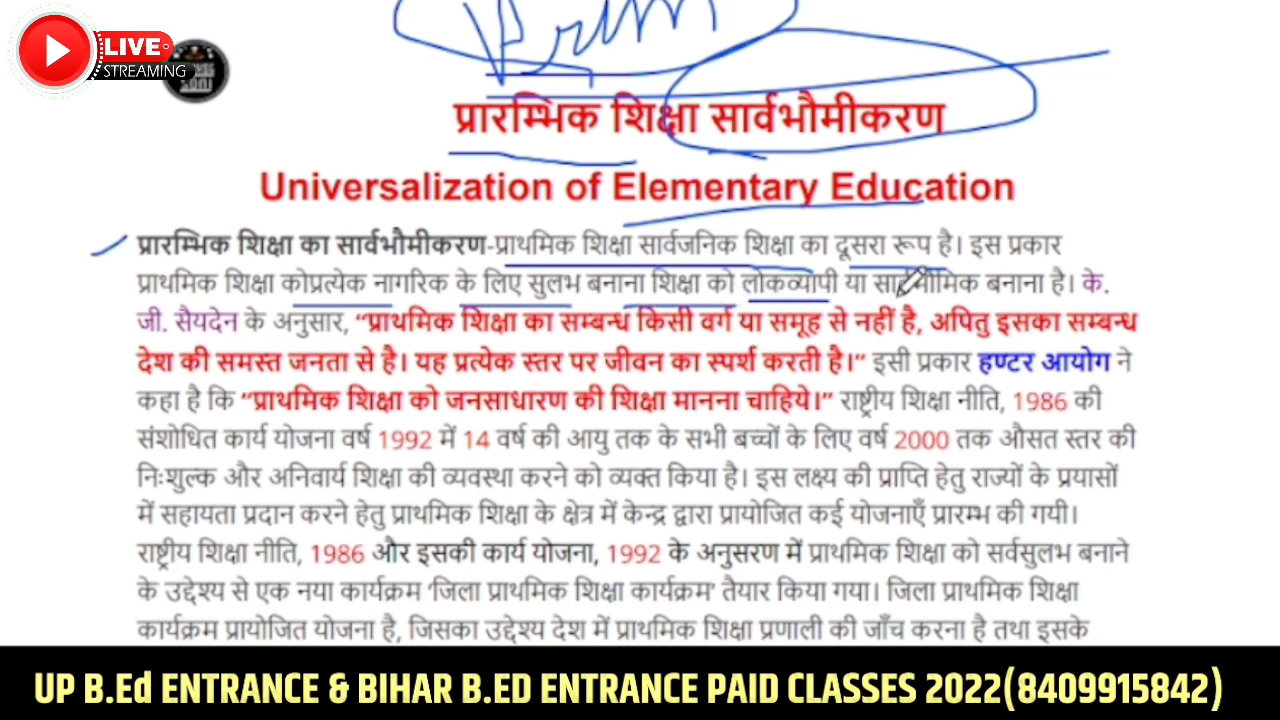 Prim
LIVE
STREAMING
प्रारम्भिक शिक्षा सार्वभौमीकरण
Universalization of Elementary Education
प्रारम्भिक शिक्षा का सार्वभौमीकरण-प्राथमिक शिक्षा सार्वजनिक शिक्षा का दूसरा रूप है। इस प्रकार
प्राथमिक शिक्षा कोप्रत्येक नागरिक के लिए सुलभ बनाना शिक्षा को लोकव्यापी या बनाना है। के.
जी. सैयदेन के अनुसार, “प्राथमिक शिक्षा का सम्बन्ध किसी वर्ग या समूह से नहीं है, अपितु इसका सम्बन्ध
देश की समस्त जनता से है। यह प्रत्येक स्तर पर जीवन का स्पर्श करती है।” इसी प्रकार हण्टर आयोग ने
कहा है कि “प्राथमिक शिक्षा को जनसाधारण की शिक्षा मानना चाहिये।” राष्ट्रीय शिक्षा नीति, 1986 की
संशोधित कार्य योजना वर्ष 1992 में 14 वर्ष की आयु तक के सभी बच्चों के लिए वर्ष 2000 तक औसत स्तर की
निःशुल्क और अनिवार्य शिक्षा की व्यवस्था करने को व्यक्त किया है। इस लक्ष्य की प्राप्ति हेतु राज्यों के प्रयासों
में सहायता प्रदान करने हेतु प्राथमिक शिक्षा के क्षेत्र में केन्द्र द्वारा प्रायोजित कई योजनाएँ प्रारम्भ की गयी।
राष्ट्रीय शिक्षा नीति, 1986 और इसकी कार्य योजना, 1992 के अनुसरण में प्राथमिक शिक्षा को सर्वसुलभ बनाने
के उद्देश्य से एक नया कार्यक्रम ‘जिला प्राथमिक शिक्षा कार्यक्रम’ तैयार किया गया। जिला प्राथमिक शिक्षा
कार्यक्रम प्रायोजित योजना है, जिसका उद्देश्य देश में प्राथमिक शिक्षा प्रणाली की जाँच करना है तथा इसके
UP B.Ed ENTRANCE & BIHAR B.ED ENTRANCE PAID CLASSES 2022(8409915842)